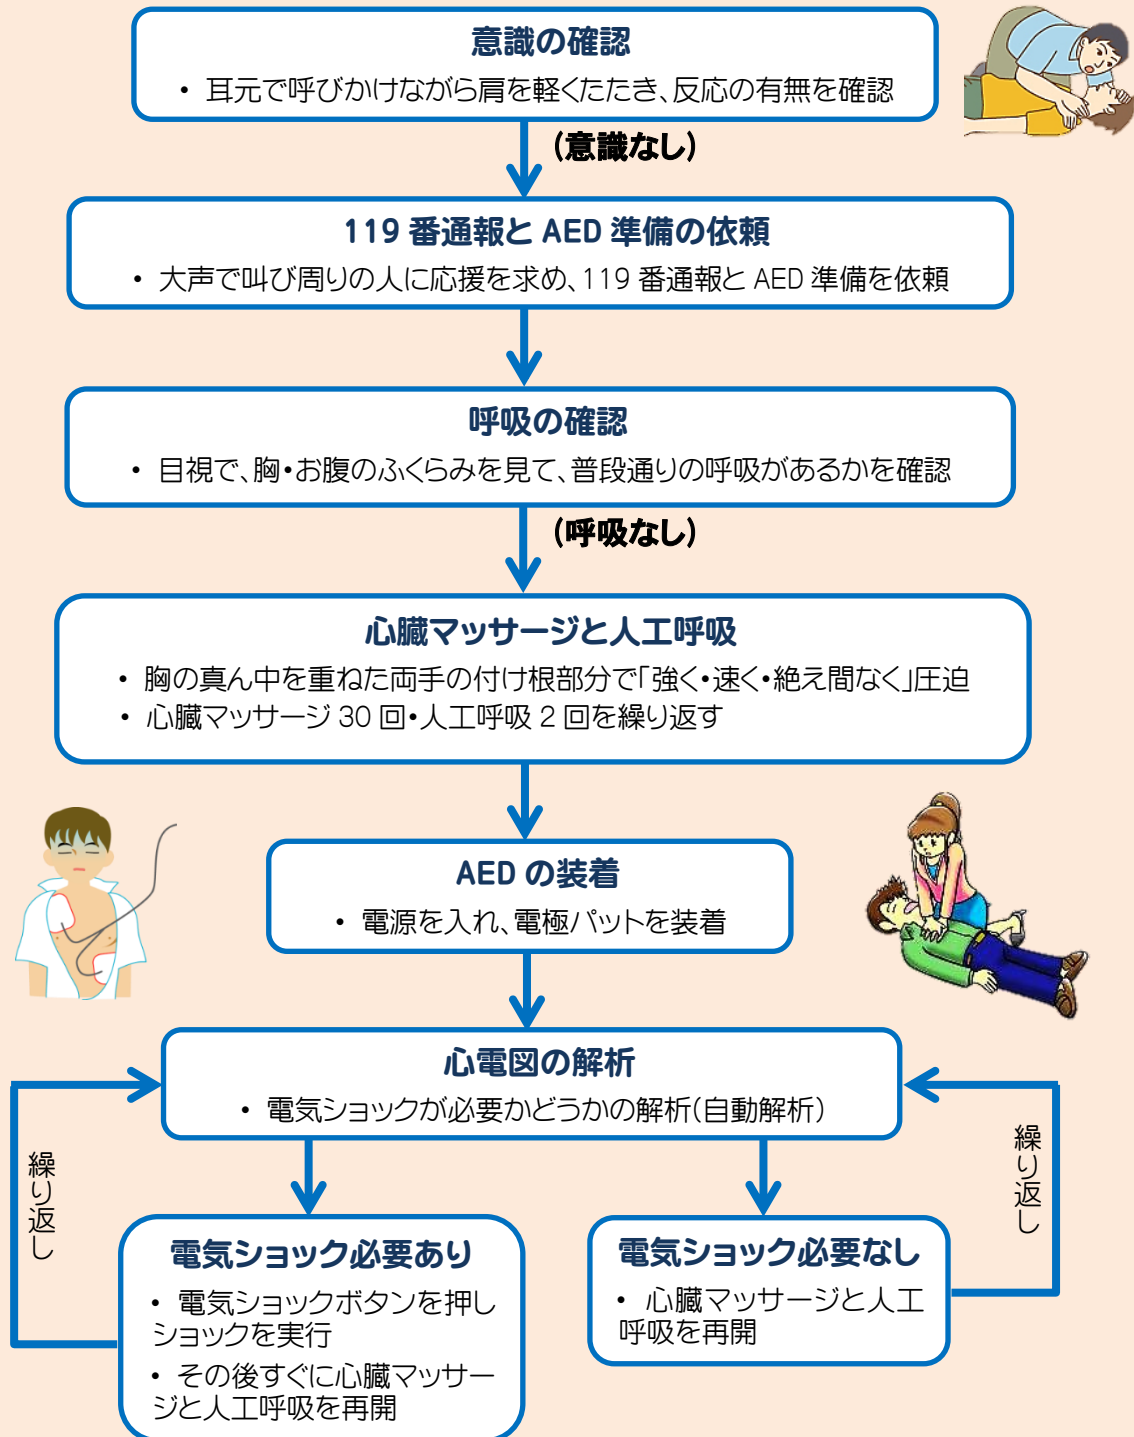 意識の確認
・ 耳元で呼びかけながら肩を軽くたたき、反応の有無を確認
(意識なし)
119 番通報と AED 準備の依頼
・ 大声で叫び周りの人に応援を求め、119 番通報と AED 準備を依頼
呼吸の確認
・ 目視で、胸・お腹のふくらみを見て、普段通りの呼吸があるかを確認
(呼吸なし)
心臓マッサージと人工呼吸
・ 胸の真ん中を重ねた両手の付け根部分で「強く・速く・絶え間なく」圧迫
・ 心臓マッサージ 30 回・人工呼吸 2 回を繰り返す
AED の装着
・ 電源を入れ、電極パットを装着
心電図の解析
・ 電気ショックが必要かどうかの解析(自動解析)
繰り返し
繰り返し
電気ショック必要あり
・ 電気ショックボタンを押し
ショックを実行
・ その後すぐに心臓マッサー
ジと人工呼吸を再開
電気ショック必要なし
・ 心臓マッサージと人工
呼吸を再開